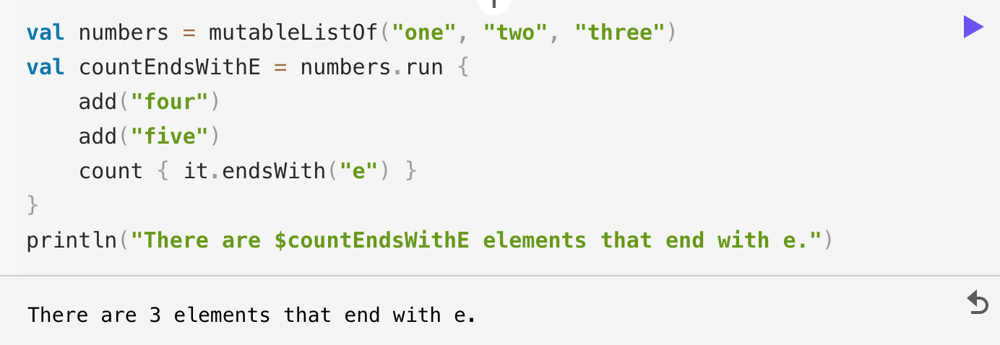 val numbers = mutableListOf("one", "two", "three")
val countEndsWithE = numbers.run {
    add("four")
    add("five")
    count { it.endsWith("e") }
}
println("There are $countEndsWithE elements that end with e.")
There are 3 elements that end with e.